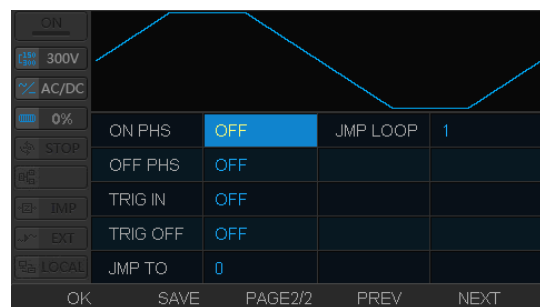 ON
300V
AC/DC
0%
STOP
IMP
EXT
LOCAL
ON PHS OFF JMP LOOP 1
OFF PHS OFF
TRIG IN OFF
TRIG OFF OFF
JMP TO 0
OK SAVE PAGE2/2 PREV NEXT